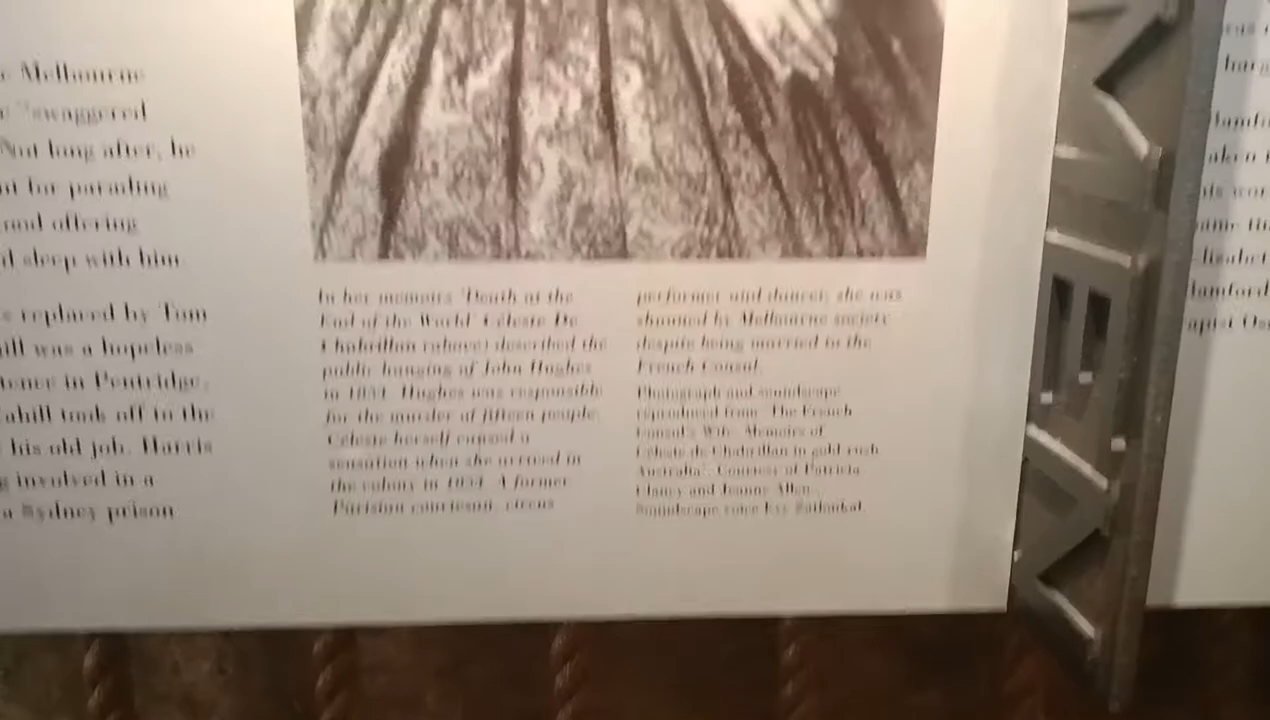 Melbourne
"swaggered
Not long after, he
for parading
and offering
sleep with him.
replaced by Tom
was a hopeless
in Pentridge.
Cahill took off to the
his old job. Harris
involved in a
a Sydney prison
In her memoirs 'Death at the
End of the World' Céleste De
Chabrillan (above) described the
public hanging of John Hughes
in 1854. Hughes was responsible
for the murder of fifteen people.
Céleste herself caused a
sensation when she arrived in
the colony in 1854. A former
Parisian courtesan, circus
performer and dancer, she was
shunned by Melbourne society
despite being married to the
French Consul.
Photograph and soundscape
reproduced from 'The French
Consul's Wife: Memoirs of
Céleste de Chabrillan in gold rush
Australia'. Courtesy of Patricia
Clancy and Jeanne Allen.
Soundscape voice